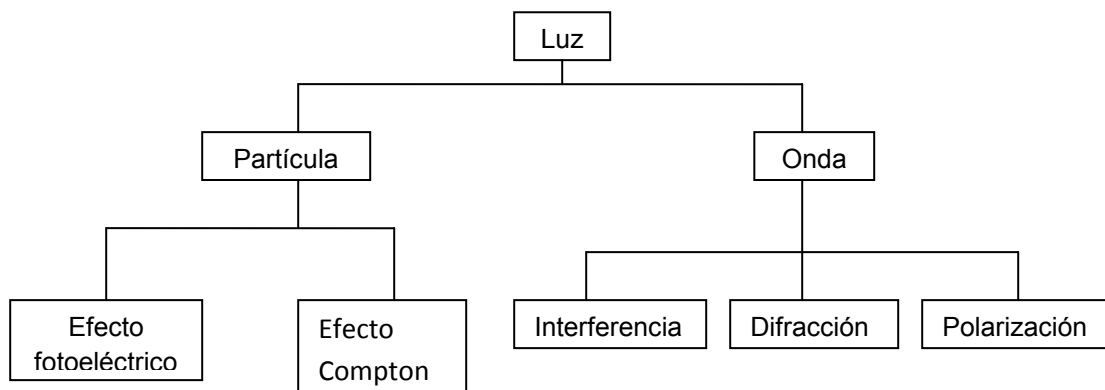 Luz
Partícula
Onda
Efecto
fotoeléctrico
Efecto
Compton
Interferencia
Difracción
Polarización